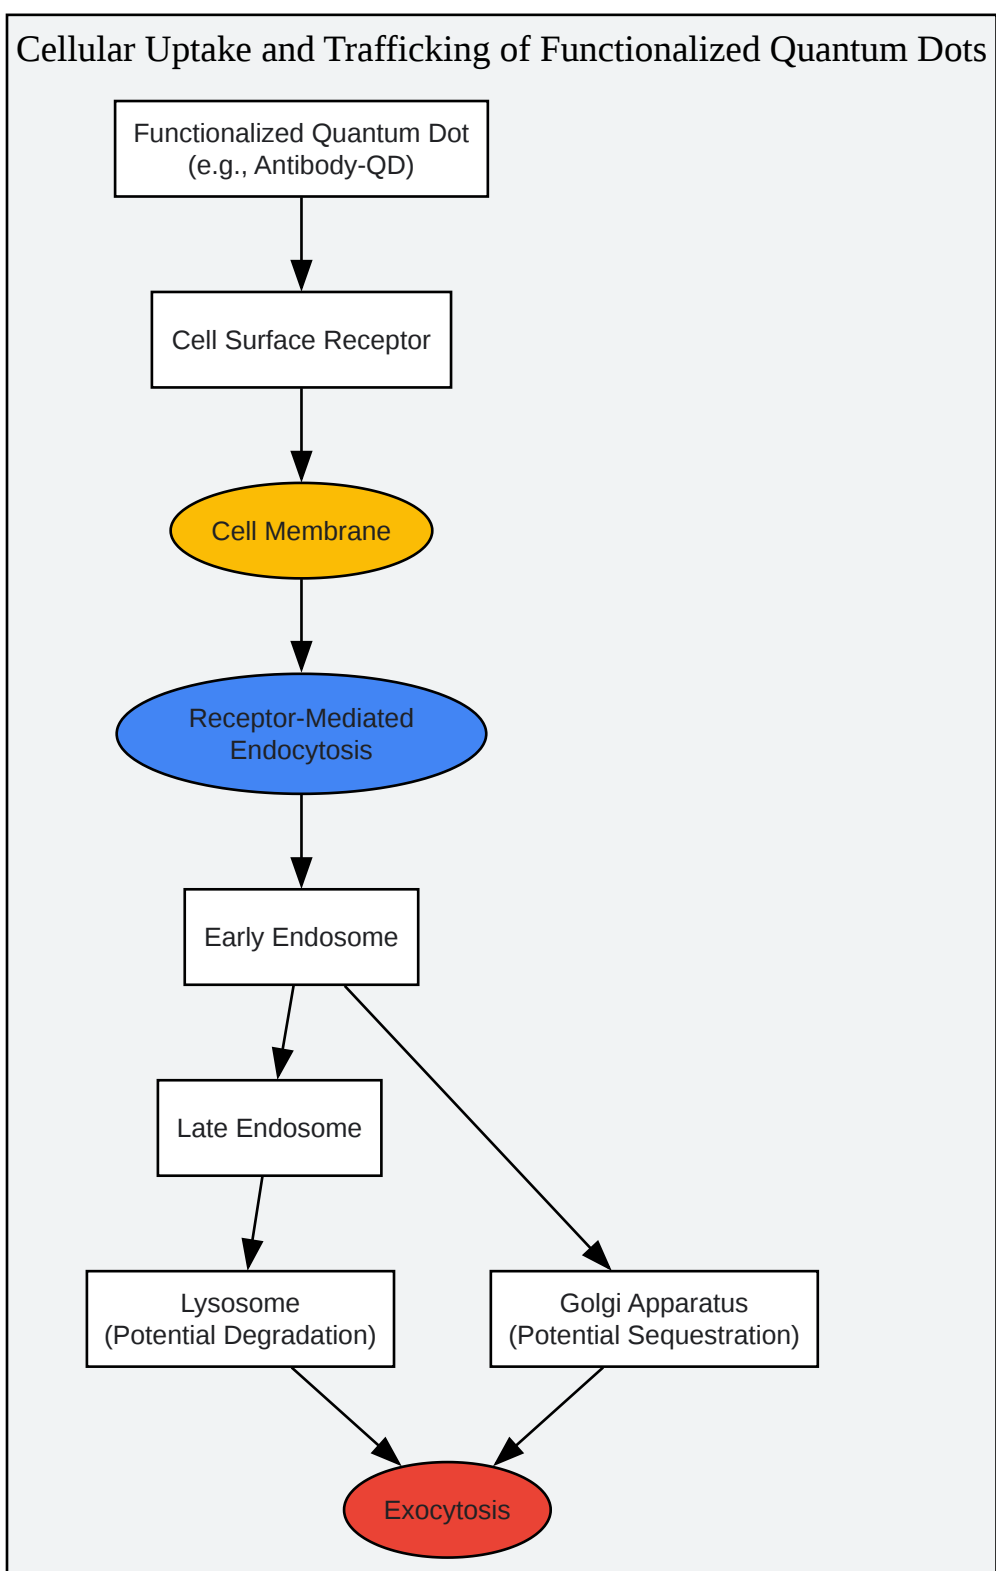 Cellular Uptake and Trafficking of Functionalized Quantum Dots
Functionalized Quantum Dot
(e.g., Antibody-QD)
Cell Surface Receptor
Cell Membrane
Receptor-Mediated
Endocytosis
Early Endosome
Late Endosome
Lysosome
(Potential Degradation)
Golgi Apparatus
(Potential Sequestration)
Exocytosis